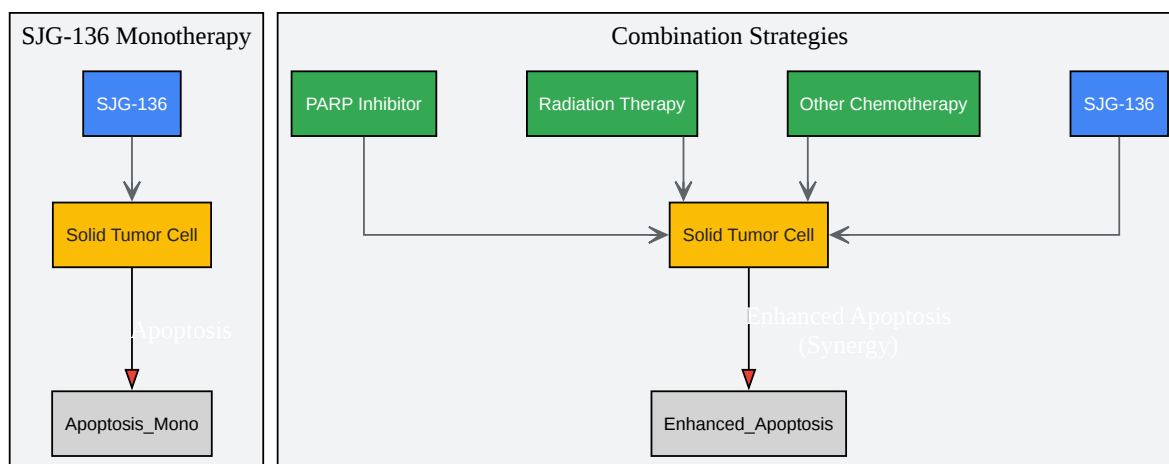 SJG-136 Monotherapy
SJG-136
Solid Tumor Cell
Apoptosis
Apoptosis_Mono
Combination Strategies
PARP Inhibitor
Radiation Therapy
Other Chemotherapy
SJG-136
Solid Tumor Cell
Enhanced Apoptosis
(Synergy)
Enhanced_Apoptosis